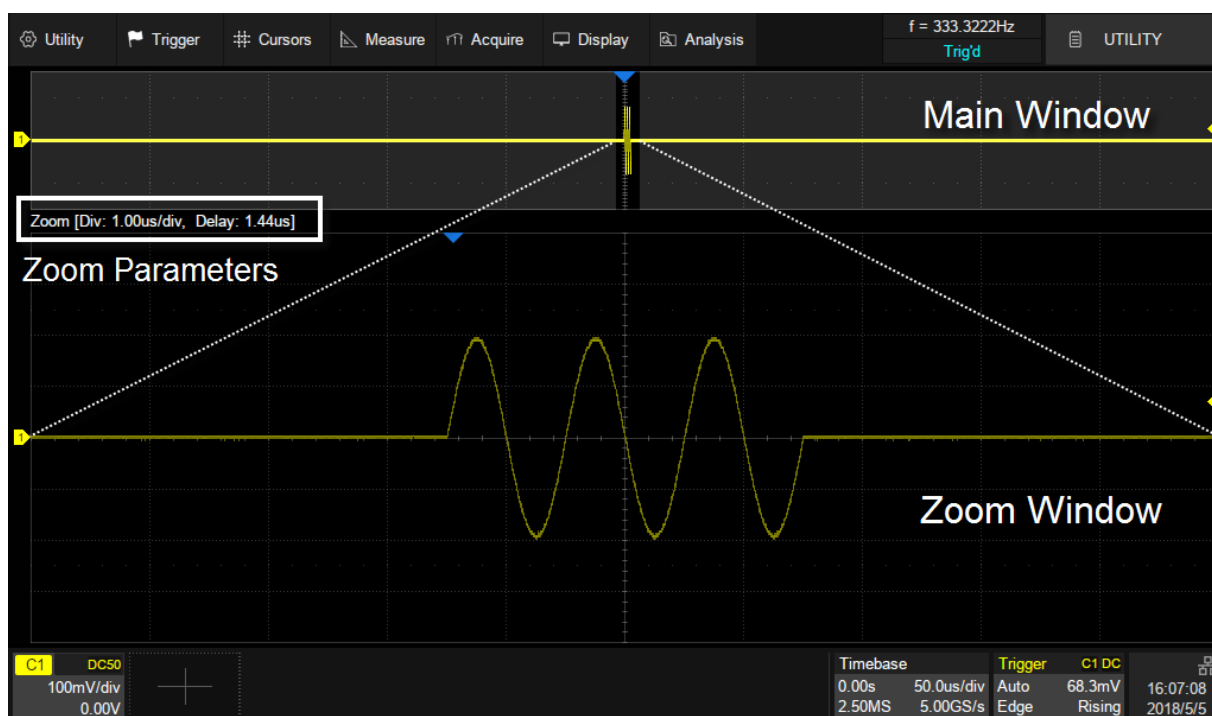 Utility Trigger Cursors Measure Acquire Display Analysis f = 333.3222Hz UTILITY
Trig'd
Main Window
1
Zoom [Div: 1.00us/div, Delay: 1.44us]
Zoom Parameters
1
Zoom Window
C1 DC50 Timebase Trigger C1 DC
100mV/div 0.00s 50.0us/div Auto 68.3mV 16:07:08
0.00V 2.50MS 5.00GS/s Edge Rising 2018/5/5